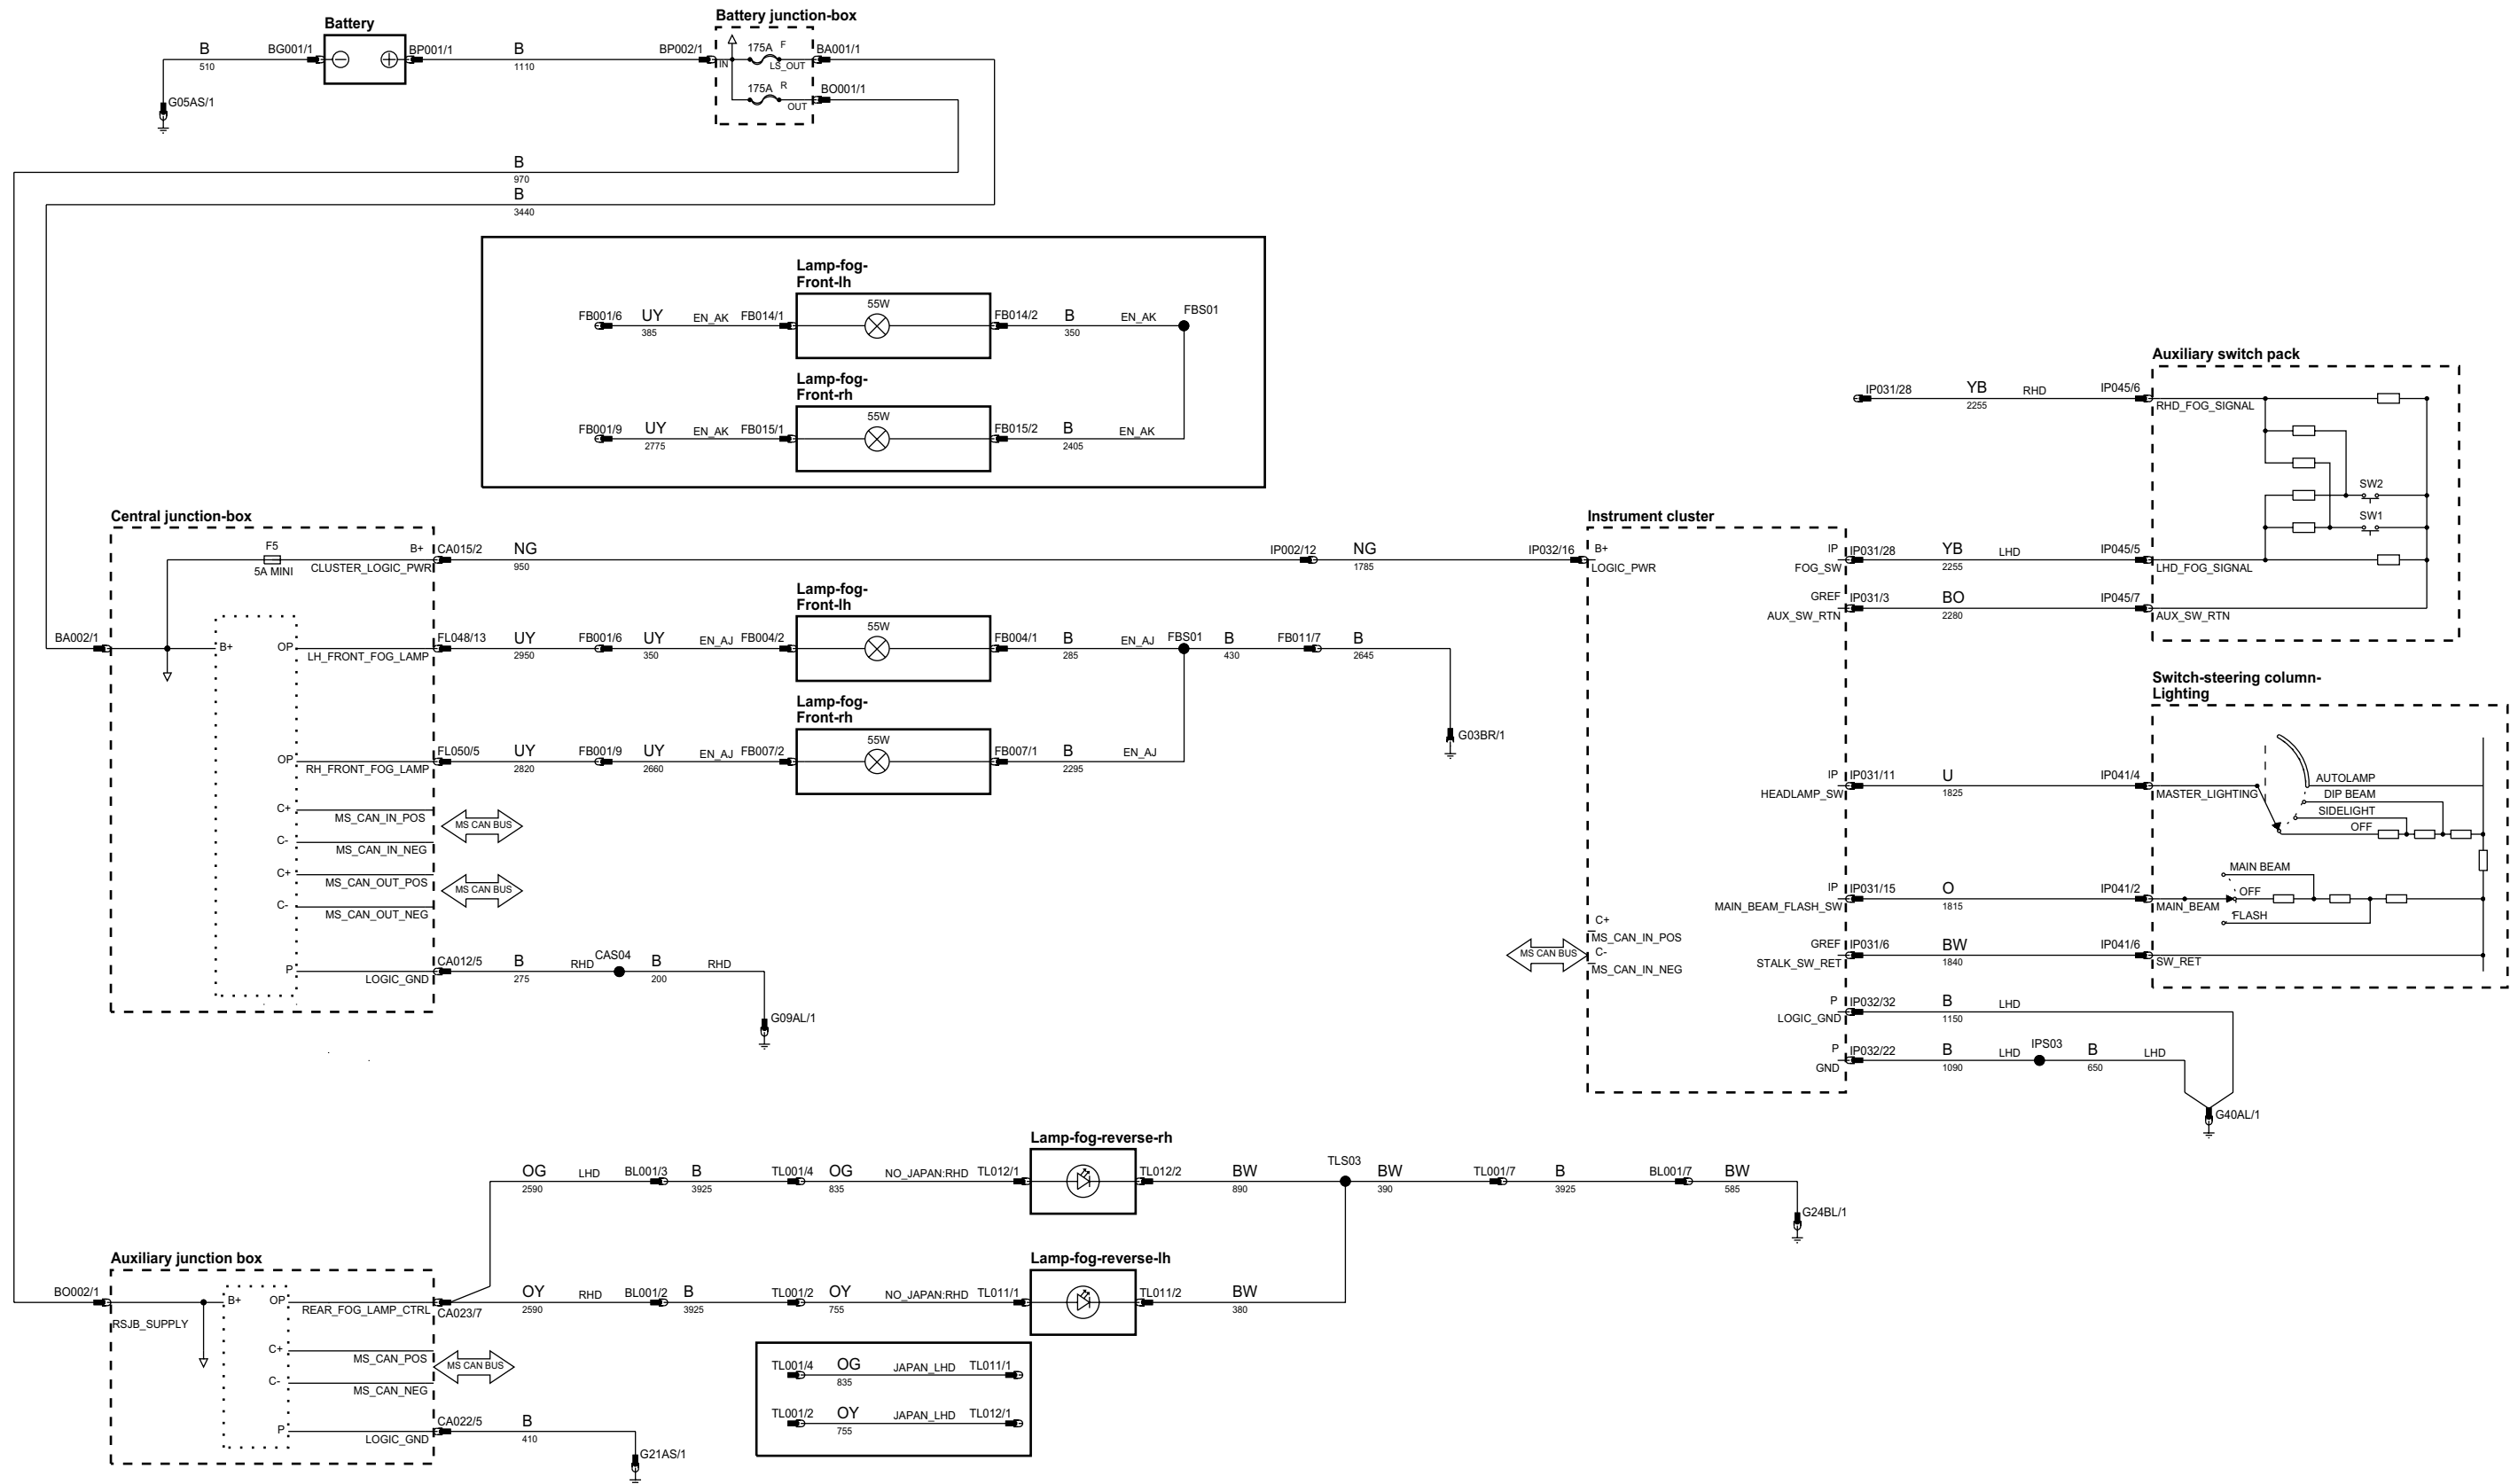 Battery
Battery junction-box
B
510
BG001/1
BP001/1
B
1110
BP002/1
IN
175A
F
LS_OUT
BA001/1
175A
R
OUT
BO001/1
G05AS/1
B
970
B
3440
Lamp-fog-
Front-lh
55W
FB001/6
UY
385
EN_AK
FB014/1
FB014/2
B
350
EN_AK
FBS01
Lamp-fog-
Front-rh
55W
FB001/9
UY
2775
EN_AK
FB015/1
FB015/2
B
2405
EN_AK
Auxiliary switch pack
IP031/28
YB
2255
RHD
IP045/6
RHD_FOG_SIGNAL
SW2
SW1
Central junction-box
F5
5A MINI
B+
CLUSTER_LOGIC_PWR
CA015/2
NG
950
IP002/12
NG
1785
IP032/16
Instrument cluster
B+
LOGIC_PWR
IP
FOG_SW
IP031/28
YB
2255
LHD
IP045/5
LHD_FOG_SIGNAL
GREF
AUX_SW_RTN
IP031/3
BO
2280
IP045/7
AUX_SW_RTN
BA002/1
B+
OP
LH_FRONT_FOG_LAMP
FL048/13
UY
2950
FB001/6
UY
350
EN_AJ
FB004/2
Lamp-fog-
Front-lh
55W
FB004/1
B
285
EN_AJ
FBS01
B
430
FB011/7
B
2645
G03BR/1
OP
RH_FRONT_FOG_LAMP
FL050/5
UY
2820
FB001/9
UY
2660
EN_AJ
FB007/2
Lamp-fog-
Front-rh
55W
FB007/1
B
2295
EN_AJ
C+
MS_CAN_IN_POS
C-
MS_CAN_IN_NEG
MS CAN BUS
C+
MS_CAN_OUT_POS
C-
MS_CAN_OUT_NEG
MS CAN BUS
P
LOGIC_GND
CA012/5
B
275
RHD
CAS04
B
200
RHD
G09AL/1
Switch-steering column-
Lighting
IP
HEADLAMP_SW
IP031/11
U
1825
IP041/4
MASTER_LIGHTING
AUTOLAMP
DIP BEAM
SIDELIGHT
OFF
IP
MAIN_BEAM_FLASH_SW
IP031/15
O
1815
IP041/2
MAIN_BEAM
MAIN BEAM
OFF
FLASH
MS CAN BUS
C+
MS_CAN_IN_POS
C-
MS_CAN_IN_NEG
GREF
STALK_SW_RET
IP031/6
BW
1840
IP041/6
SW_RET
P
LOGIC_GND
IP032/32
B
1150
LHD
P
GND
IP032/22
B
1090
LHD
IPS03
B
650
LHD
G40AL/1
Lamp-fog-reverse-rh
OG
2590
LHD
BL001/3
B
3925
TL001/4
OG
835
NO_JAPAN:RHD
TL012/1
TL012/2
BW
890
TLS03
BW
390
TL001/7
B
3925
BL001/7
BW
585
G24BL/1
Auxiliary junction box
BO002/1
RSJB_SUPPLY
B+
OP
REAR_FOG_LAMP_CTRL
CA023/7
OY
2590
RHD
BL001/2
B
3925
TL001/2
OY
755
NO_JAPAN:RHD
TL011/1
Lamp-fog-reverse-lh
TL011/2
BW
380
C+
MS_CAN_POS
C-
MS_CAN_NEG
MS CAN BUS
P
LOGIC_GND
CA022/5
B
410
G21AS/1
TL001/4
OG
835
JAPAN_LHD
TL011/1
TL001/2
OY
755
JAPAN_LHD
TL012/1